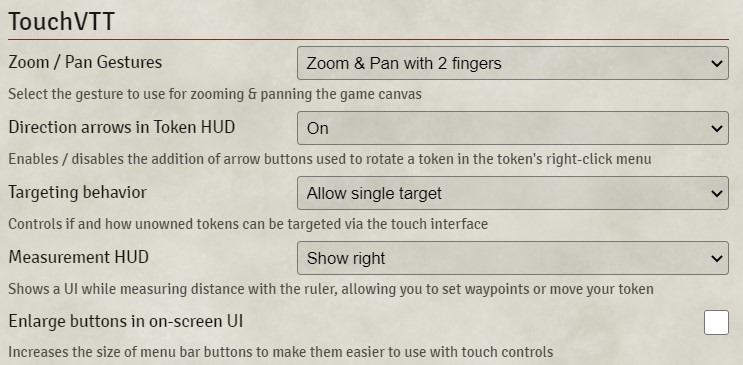 TouchVTT
Zoom / Pan Gestures
Zoom & Pan with 2 fingers
Select the gesture to use for zooming & panning the game canvas
Direction arrows in Token HUD
On
Enables / disables the addition of arrow buttons used to rotate a token in the token's right-click menu
Targeting behavior
Allow single target
Controls if and how unowned tokens can be targeted via the touch interface
Measurement HUD
Show right
Shows a UI while measuring distance with the ruler, allowing you to set waypoints or move your token
Enlarge buttons in on-screen UI
Increases the size of menu bar buttons to make them easier to use with touch controls